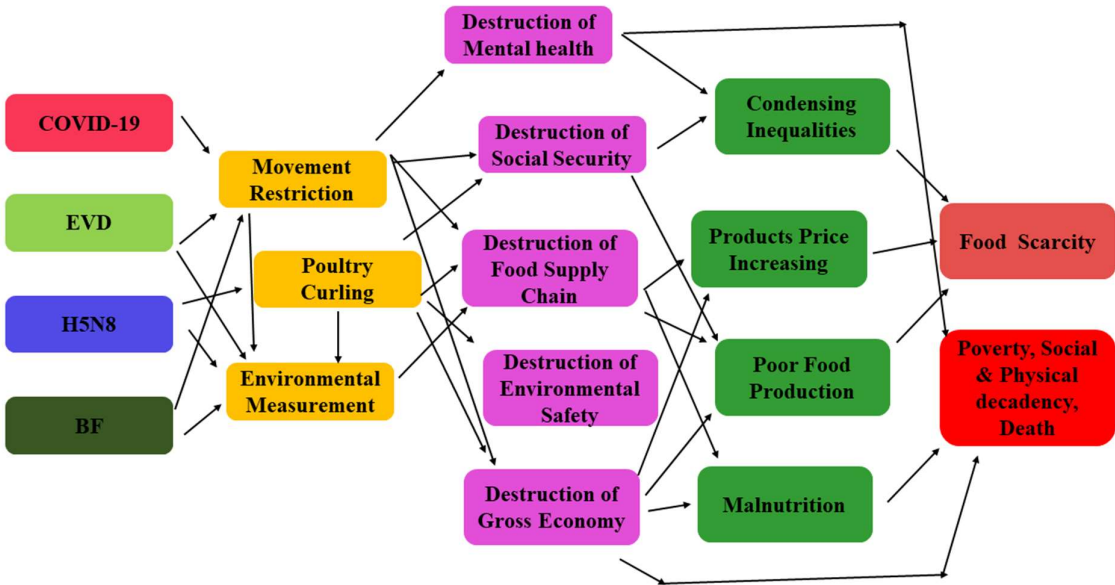 COVID-19
EVD
H5N8
BF
Movement
Restriction
Poultry
Curling
Environmental
Measurement
Destruction of
Mental health
Destruction of
Social Security
Destruction of
Food Supply
Chain
Destruction of
Environmental
Safety
Destruction of
Gross Economy
Condensing
Inequalities
Products Price
Increasing
Poor Food
Production
Malnutrition
Food Scarcity
Poverty, Social
& Physical
decadency,
Death